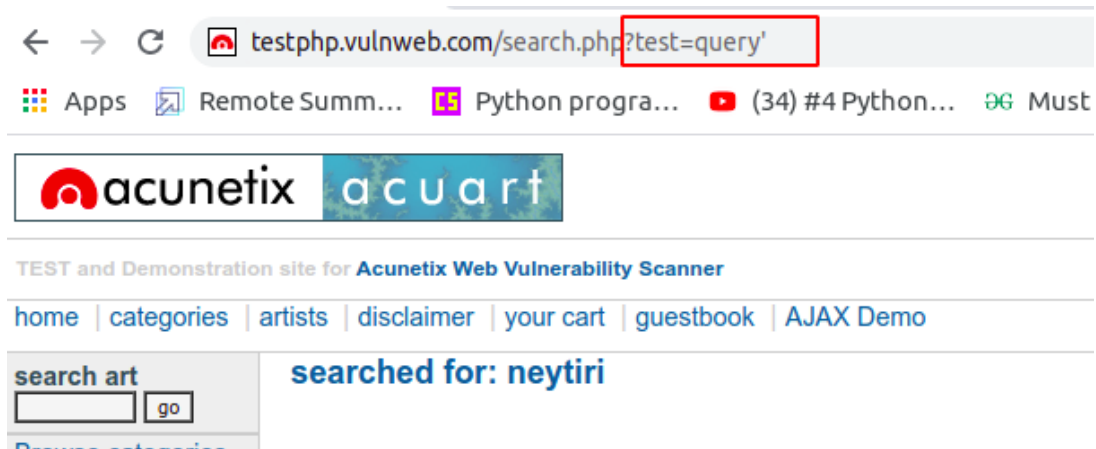 testphp.vulnweb.com/search.php?test=query'
Apps Remote Summ... Python progra... (34) #4 Python... Must
acunetix acuart
TEST and Demonstration site for Acunetix Web Vulnerability Scanner
home | categories | artists | disclaimer | your cart | guestbook | AJAX Demo
search art
go
searched for: neytiri